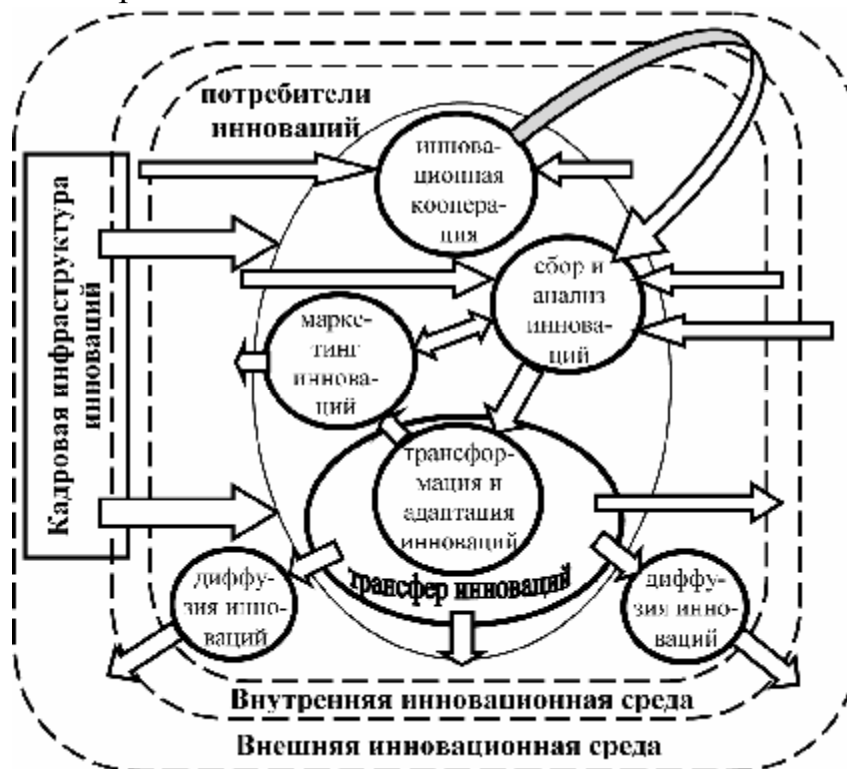 потребители
инноваций
Кадровая инфраструктура
инноваций
иннова-
ционная
коопера-
ция
сбор и
анализ
иннова-
ций
марке-
тинг
иннова-
ций
трансфор-
мация и
адаптация
инноваций
трансфер инноваций
диффу-
зия инно-
ваций
диффу-
зия инно-
ваций
Внутренняя инновационная среда
Внешняя инновационная среда